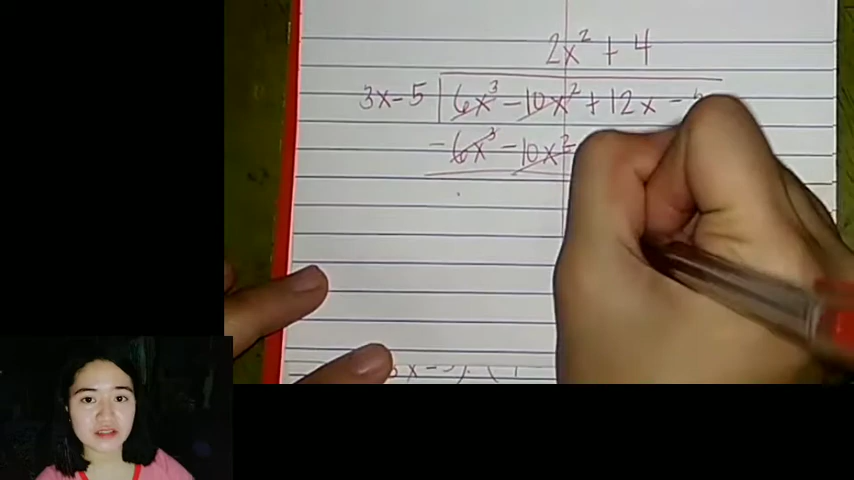 2x² + 4
3x - 5 6x³ - 10x² + 12x -
- 6x³ - 10x²